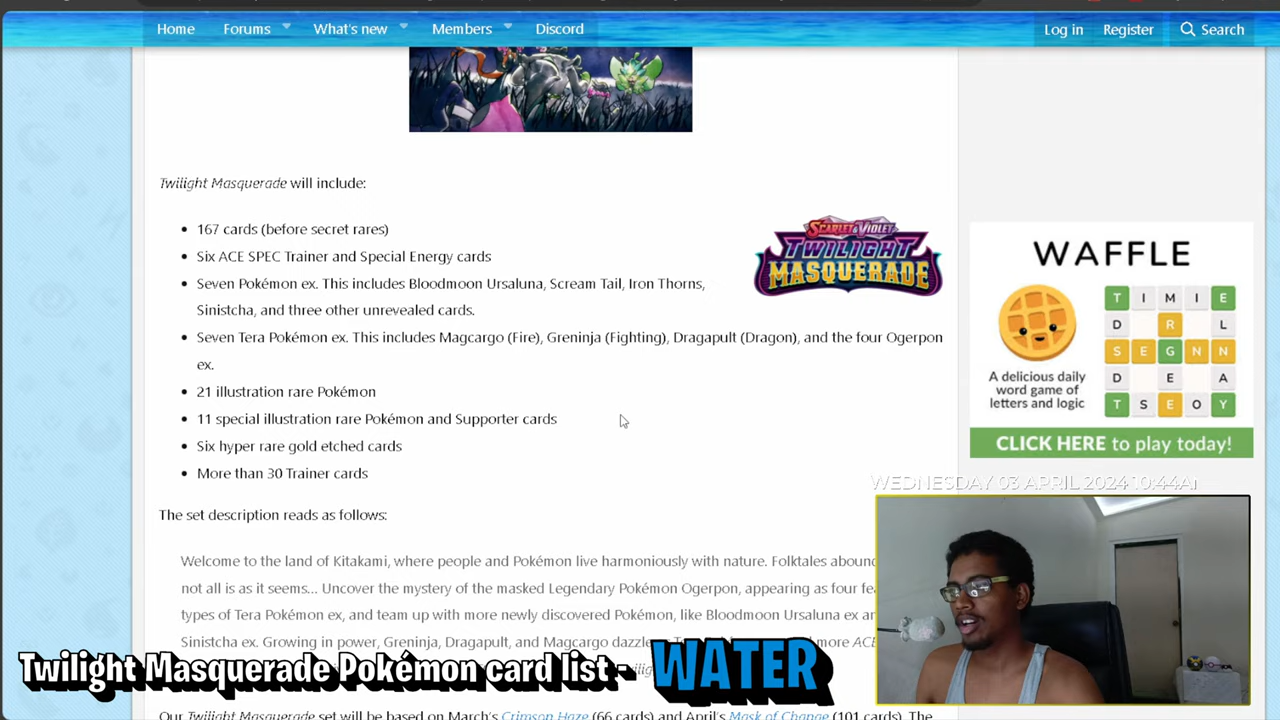 Home Forums What's new Members Discord Log in Register Search
Twilight Masquerade will include:
167 cards (before secret rares)
Six ACE SPEC Trainer and Special Energy cards
Seven Pokémon ex. This includes Bloodmoon Ursaluna, Scream Tail, Iron Thorns,
Sinistcha, and three other unrevealed cards.
Seven Tera Pokémon ex. This includes Magcargo (Fire), Greninja (Fighting), Dragapult (Dragon), and the four Ogerpon
ex.
21 illustration rare Pokémon
11 special illustration rare Pokémon and Supporter cards
Six hyper rare gold etched cards
More than 30 Trainer cards
SCARLET & VIOLET
TWILIGHT
MASQUERADE
WAFFLE
T I M I E
D R L
S E G N N
D E A
T S E O Y
A delicious daily
word game of
letters and logic
CLICK HERE to play today!
WEDNESDAY 03 APRIL 2024 10:44A
The set description reads as follows:
Welcome to the land of Kitakami, where people and Pokémon live harmoniously with nature. Folktales
not all is as it seems... Uncover the mystery of the masked Legendary Pokémon Ogerpon, appearing as four
types of Tera Pokémon ex, and team up with more newly discovered Pokémon, like Bloodmoon Ursaluna ex
Sinistcha ex. Growing in power, Greninja, Dragapult, and Magcargo dazzle more
Twilight Masquerade Pokémon card list - WATER
Our Twilight Masquerade set will be based on March's Crimson Haze (66 cards) and April's Mask of Change (101 cards). The